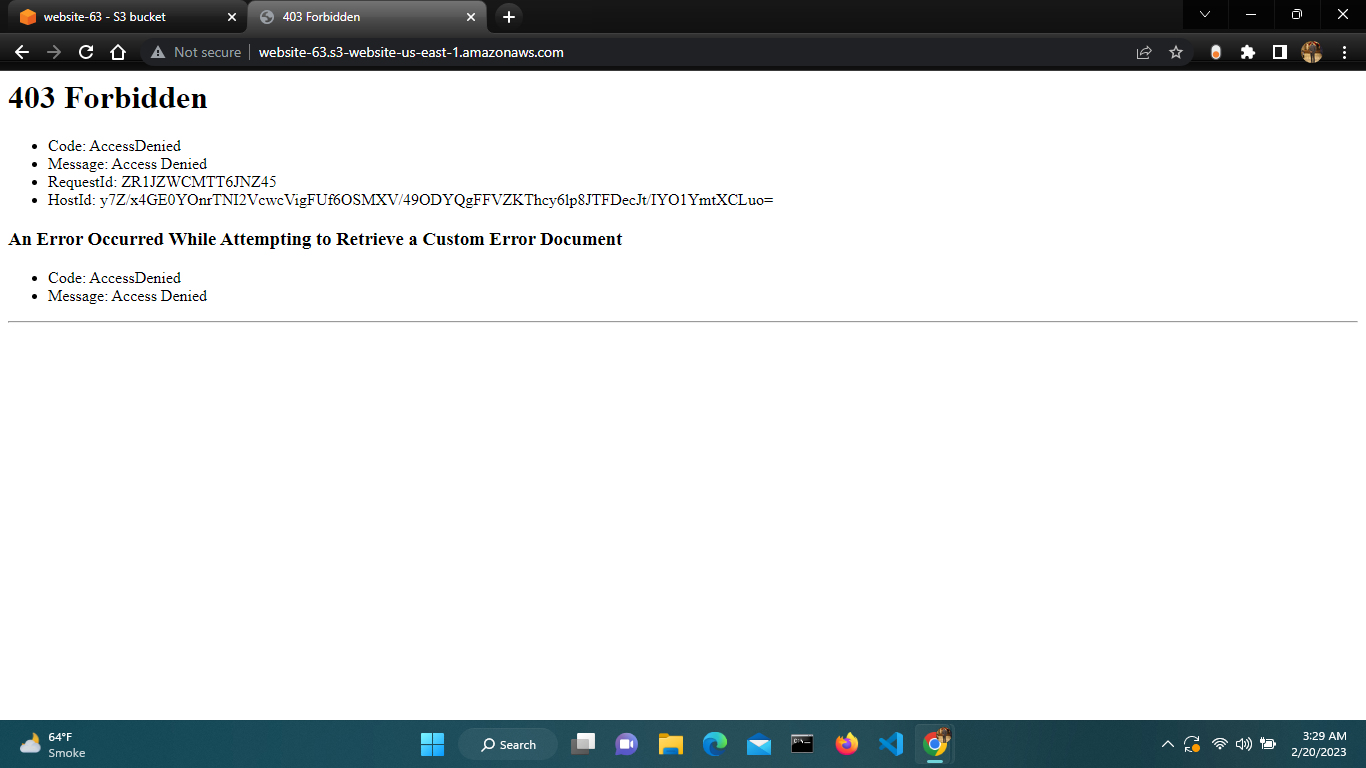 website-63 - S3 bucket
403 Forbidden
Not secure
website-63.s3-website-us-east-1.amazonaws.com
403 Forbidden
Code: AccessDenied
Message: Access Denied
RequestId: ZR1JZWCMTT6JNZ45
HostId: y7Z/x4GE0YOnrTNI2VcwcVigFUf6OSMXV/49ODYQgFFVZKThcy6lp8JTFDecJt/IYO1YmtXCLuo=
An Error Occurred While Attempting to Retrieve a Custom Error Document
Code: AccessDenied
Message: Access Denied
64°F
Smoke
Search
3:29 AM
2/20/2023